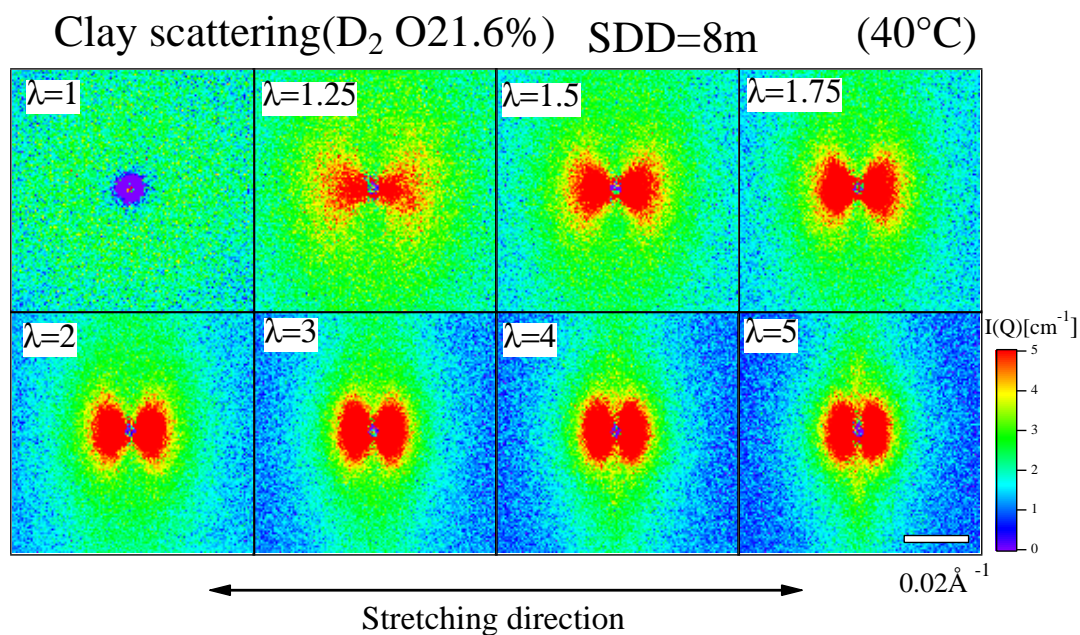 Clay scattering(D₂ O21.6%) SDD=8m (40°C)
λ=1 λ=1.25 λ=1.5 λ=1.75
λ=2 λ=3 λ=4 λ=5
I(Q)[cm⁻¹]
5
4
3
2
1
0
0.02Å⁻¹
Stretching direction